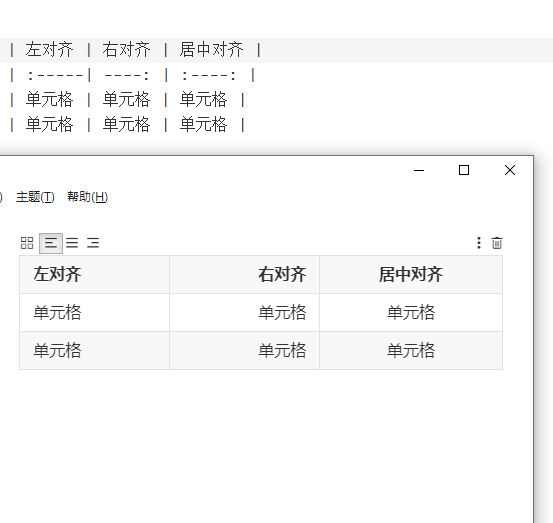 | 左对齐 | 右对齐 | 居中对齐 |
| :-----| ----: | :----: |
| 单元格 | 单元格 | 单元格 |
| 单元格 | 单元格 | 单元格 |
) 主题(T) 帮助(H)
左对齐 右对齐 居中对齐
单元格 单元格 单元格
单元格 单元格 单元格